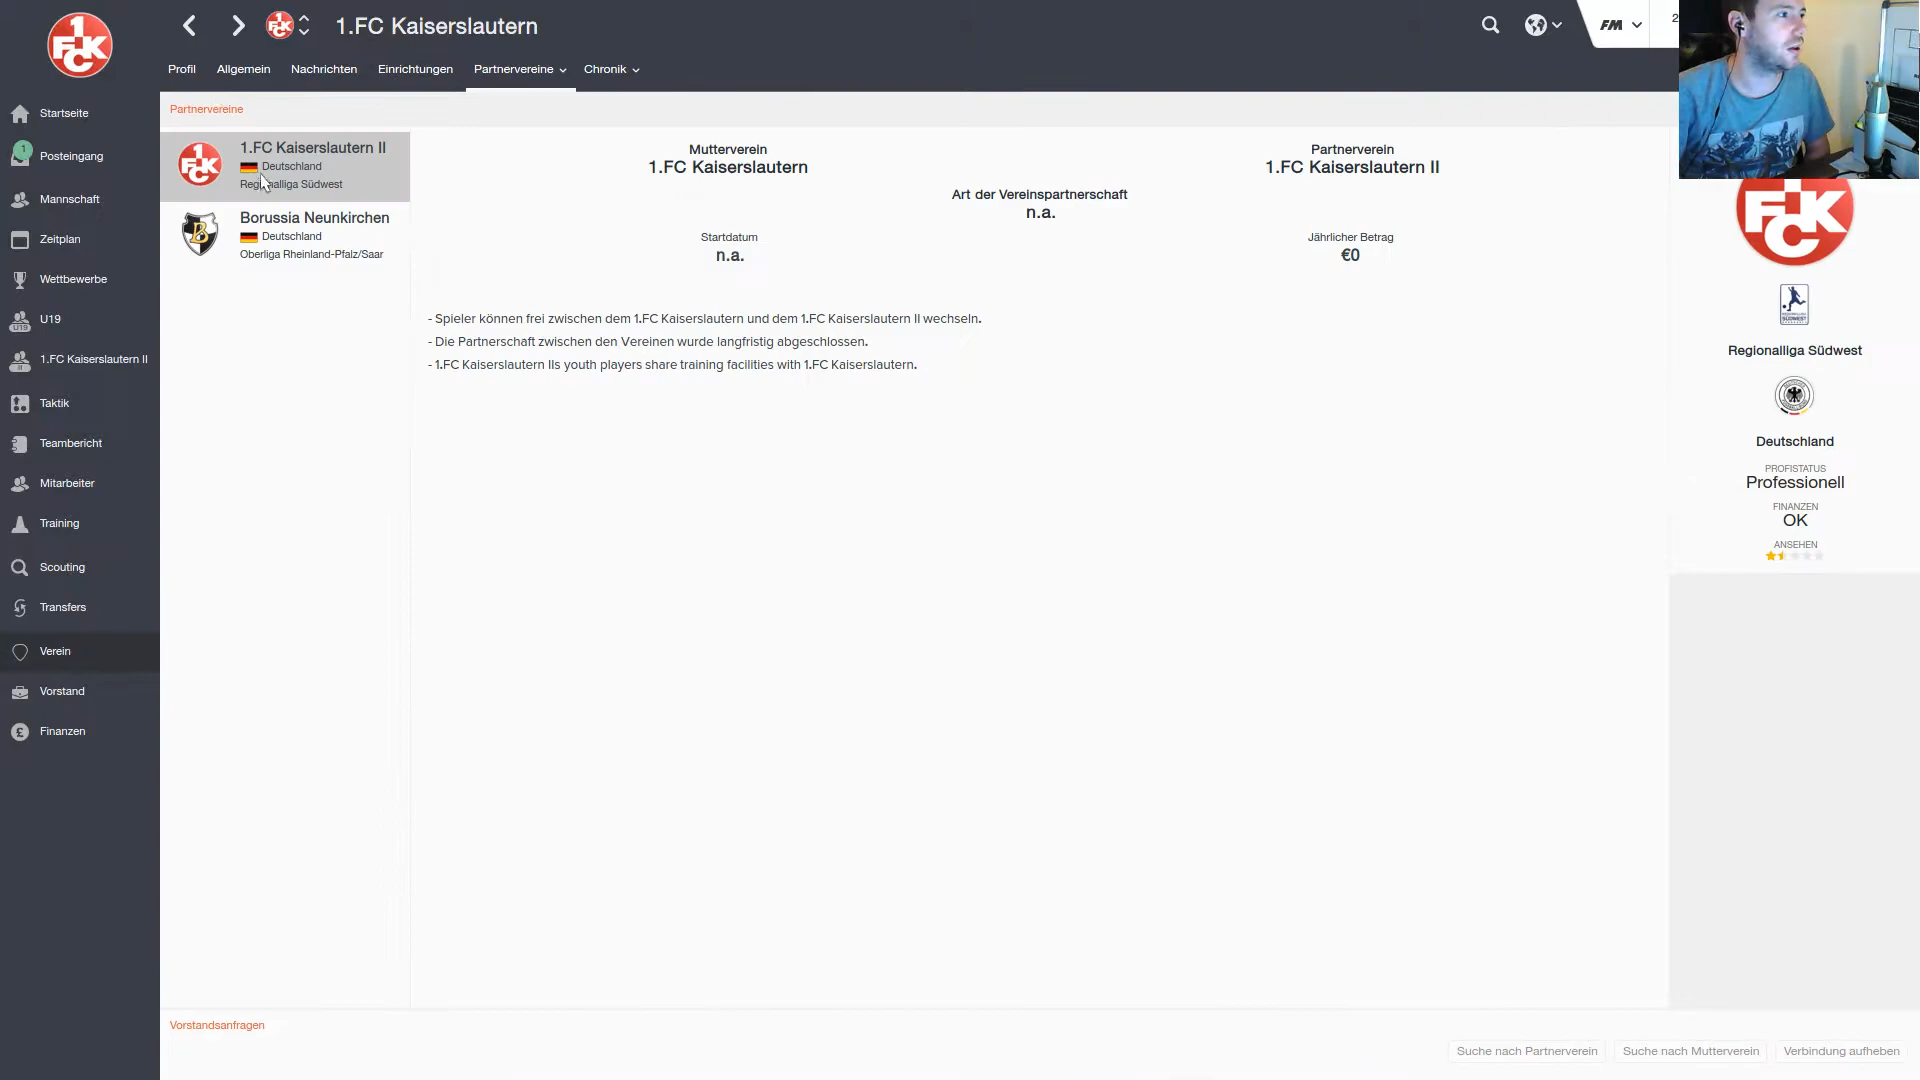 1.FC Kaiserslautern
FM
2
Profil
Allgemein
Nachrichten
Einrichtungen
Partnervereine
Chronik
Startseite
1
Posteingang
Mannschaft
Zeitplan
Wettbewerbe
U19
1.FC Kaiserslautern II
Taktik
Teambericht
Mitarbeiter
Training
Scouting
Transfers
Verein
Vorstand
Finanzen
Partnervereine
1.FC Kaiserslautern II
Deutschland
Regionalliga Südwest
Borussia Neunkirchen
Deutschland
Oberliga Rheinland-Pfalz/Saar
Mutterverein
1.FC Kaiserslautern
Partnerverein
1.FC Kaiserslautern II
Art der Vereinspartnerschaft
n.a.
Startdatum
n.a.
Jährlicher Betrag
€0
- Spieler können frei zwischen dem 1.FC Kaiserslautern und dem 1.FC Kaiserslautern II wechseln.
- Die Partnerschaft zwischen den Vereinen wurde langfristig abgeschlossen.
- 1.FC Kaiserslautern IIs youth players share training facilities with 1.FC Kaiserslautern.
Regionalliga Südwest
Deutschland
PROFISTATUS
Professionell
FINANZEN
OK
ANSEHEN
Vorstandsanfragen
Suche nach Partnerverein
Suche nach Mutterverein
Verbindung aufheben